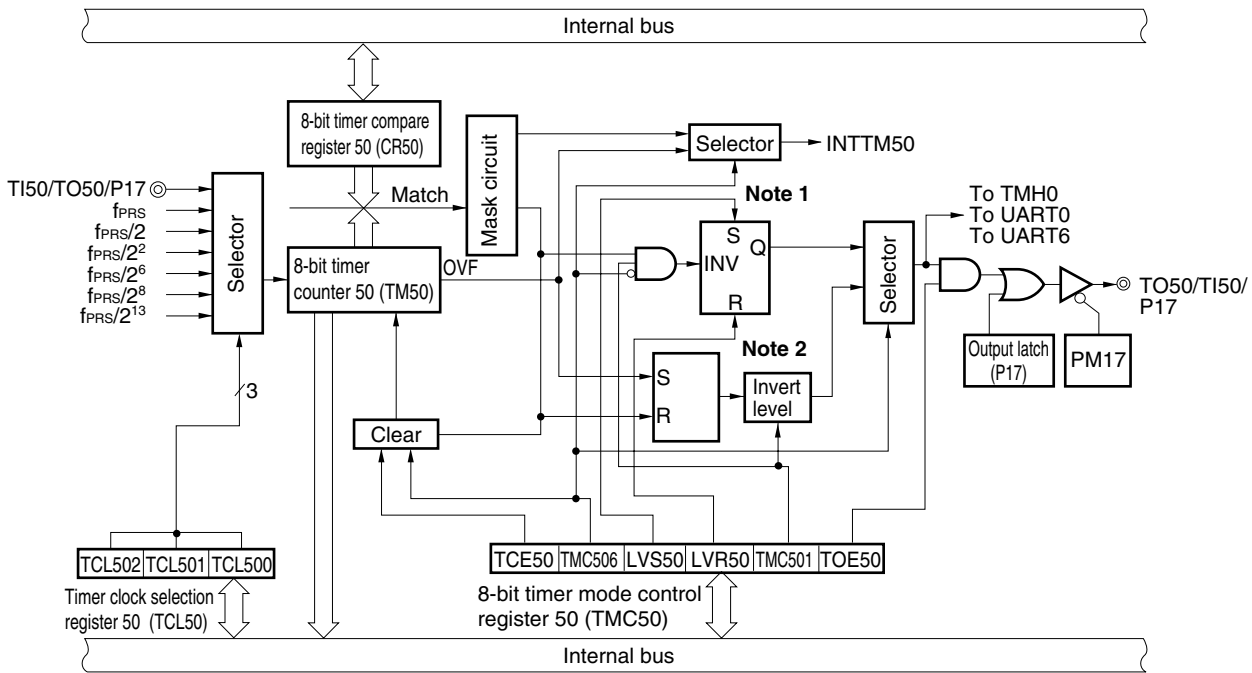 Internal bus
8-bit timer compare
register 50 (CR50)
Mask circuit
Selector
INTTM50
TI50/TO50/P17
fPRS
fPRS/2
fPRS/2²
fPRS/2⁶
fPRS/2⁸
fPRS/2¹³
Selector
Match
8-bit timer
counter 50 (TM50)
OVF
Note 1
S
Q
INV
R
Selector
To TMH0
To UART0
To UART6
TO50/TI50/
P17
Note 2
Output latch
(P17)
PM17
S
R
Invert
level
3
Clear
TCL502 TCL501 TCL500
Timer clock selection
register 50 (TCL50)
TCE50 TMC506 LVS50 LVR50 TMC501 TOE50
8-bit timer mode control
register 50 (TMC50)
Internal bus